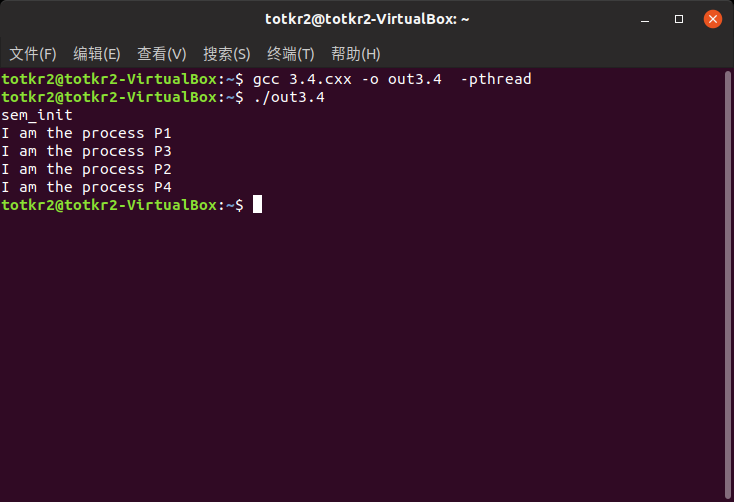 totkr2@totkr2-VirtualBox: ~
文件(F) 编辑(E) 查看(V) 搜索(S) 终端(T) 帮助(H)
totkr2@totkr2-VirtualBox:~$ gcc 3.4.cxx -o out3.4  -pthread
totkr2@totkr2-VirtualBox:~$ ./out3.4
sem_init
I am the process P1
I am the process P3
I am the process P2
I am the process P4
totkr2@totkr2-VirtualBox:~$